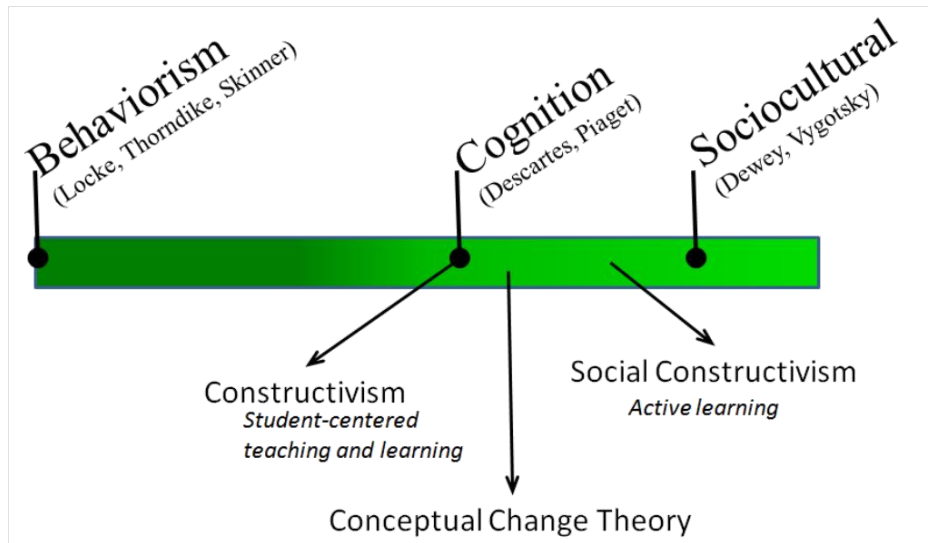 Behaviorism
(Locke, Thorndike, Skinner)
Cognition
(Descartes, Piaget)
Sociocultural
(Dewey, Vygotsky)
Constructivism
Student-centered
teaching and learning
Social Constructivism
Active learning
Conceptual Change Theory